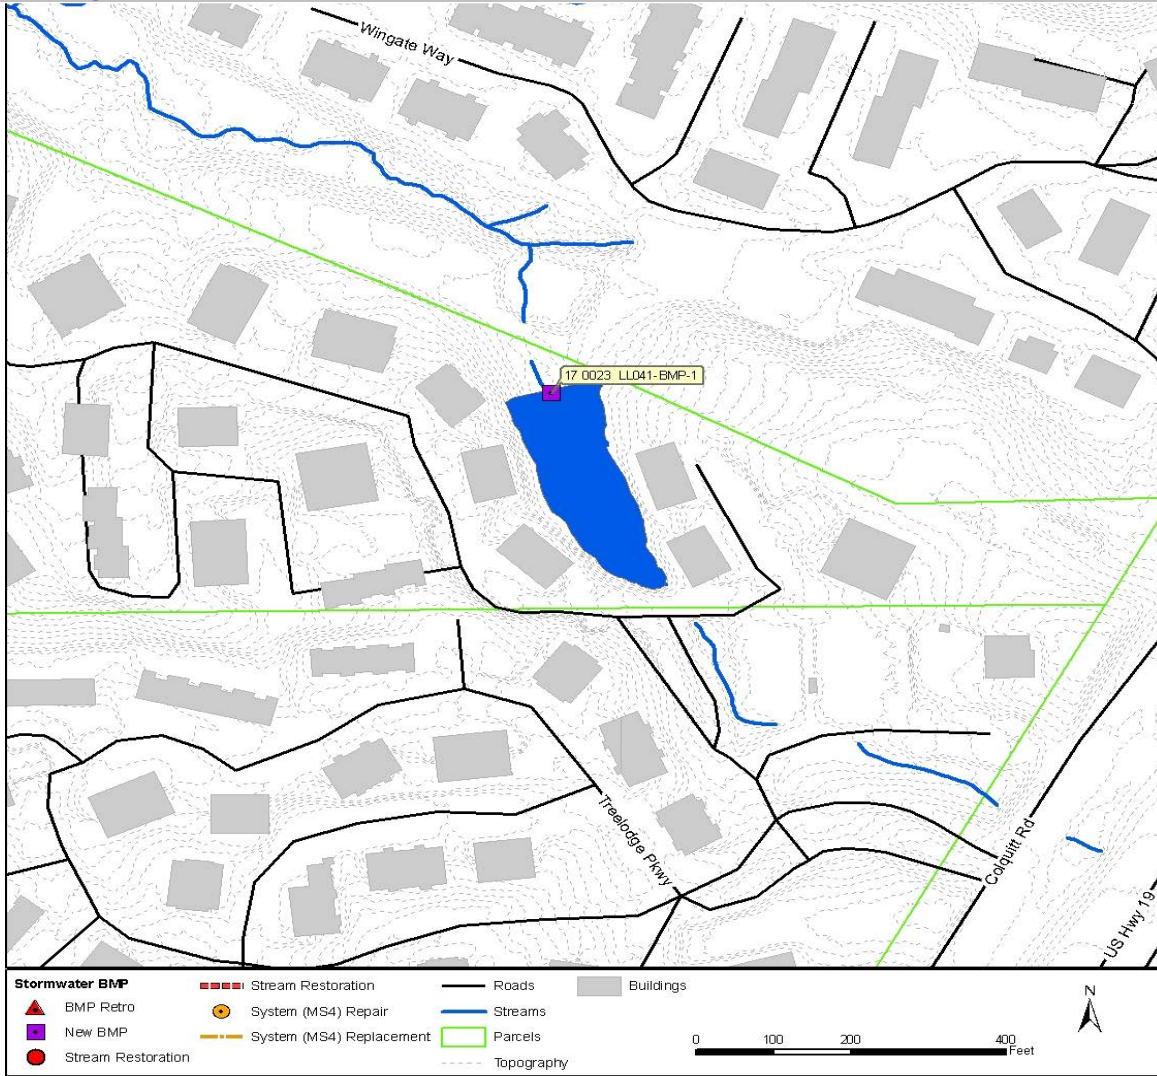 Wingate Way
17 0023 LL041-BMP-1
Treelodge Pkwy
Colquitt Rd
US Hwy 19
Stormwater BMP
BMP Retro
New BMP
Stream Restoration
Stream Restoration
System (MS4) Repair
System (MS4) Replacement
Roads
Streams
Parcels
Topography
Buildings
N
0 100 200 400
Feet